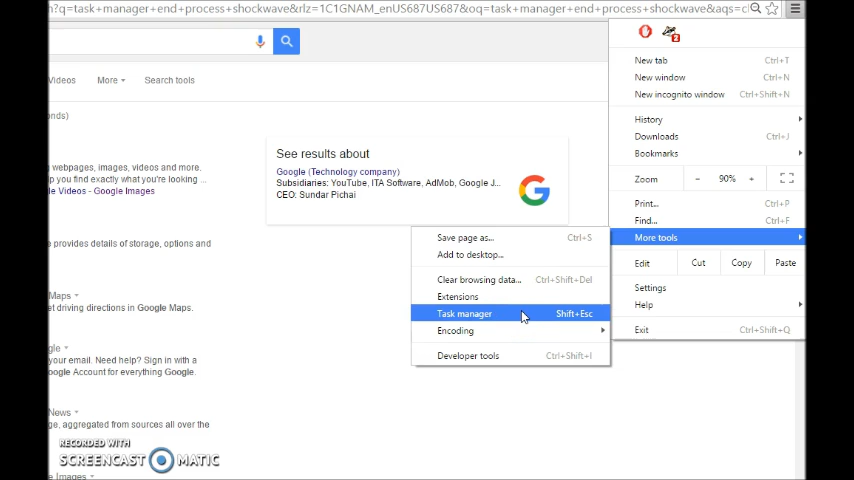 h?q=task+manager+end+process+shockwave&rlz=1C1GNAM_enUS687US687&oq=task+manager+end+process+shockwave&aqs=cl
2
Videos More Search tools
onds)
webpages, images, videos and more.
lp you find exactly what you're looking ...
le Videos - Google Images
e provides details of storage, options and
Maps
et driving directions in Google Maps.
gle
your email. Need help? Sign in with a
oogle Account for everything Google.
News
ge, aggregated from sources all over the
e Images
See results about
Google (Technology company)
Subsidiaries: YouTube, ITA Software, AdMob, Google J...
CEO: Sundar Pichai
G
New tab Ctrl+T
New window Ctrl+N
New incognito window Ctrl+Shift+N
History
Downloads Ctrl+J
Bookmarks
Zoom − 90% +
Print... Ctrl+P
Find... Ctrl+F
More tools
Edit Cut Copy Paste
Settings
Help
Exit Ctrl+Shift+Q
Save page as... Ctrl+S
Add to desktop...
Clear browsing data... Ctrl+Shift+Del
Extensions
Task manager Shift+Esc
Encoding
Developer tools Ctrl+Shift+I
RECORDED WITH
SCREENCAST MATIC